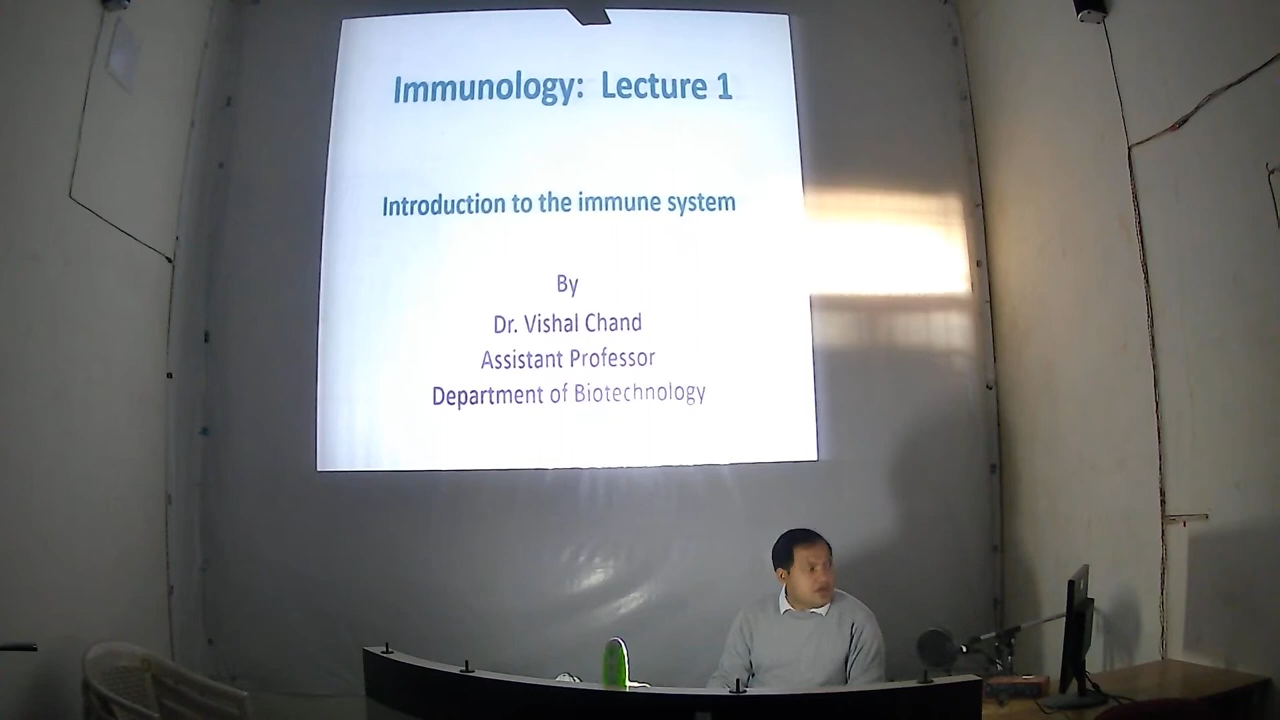 Immunology: Lecture 1
Introduction to the immune system
By
Dr. Vishal Chand
Assistant Professor
Department of Biotechnology